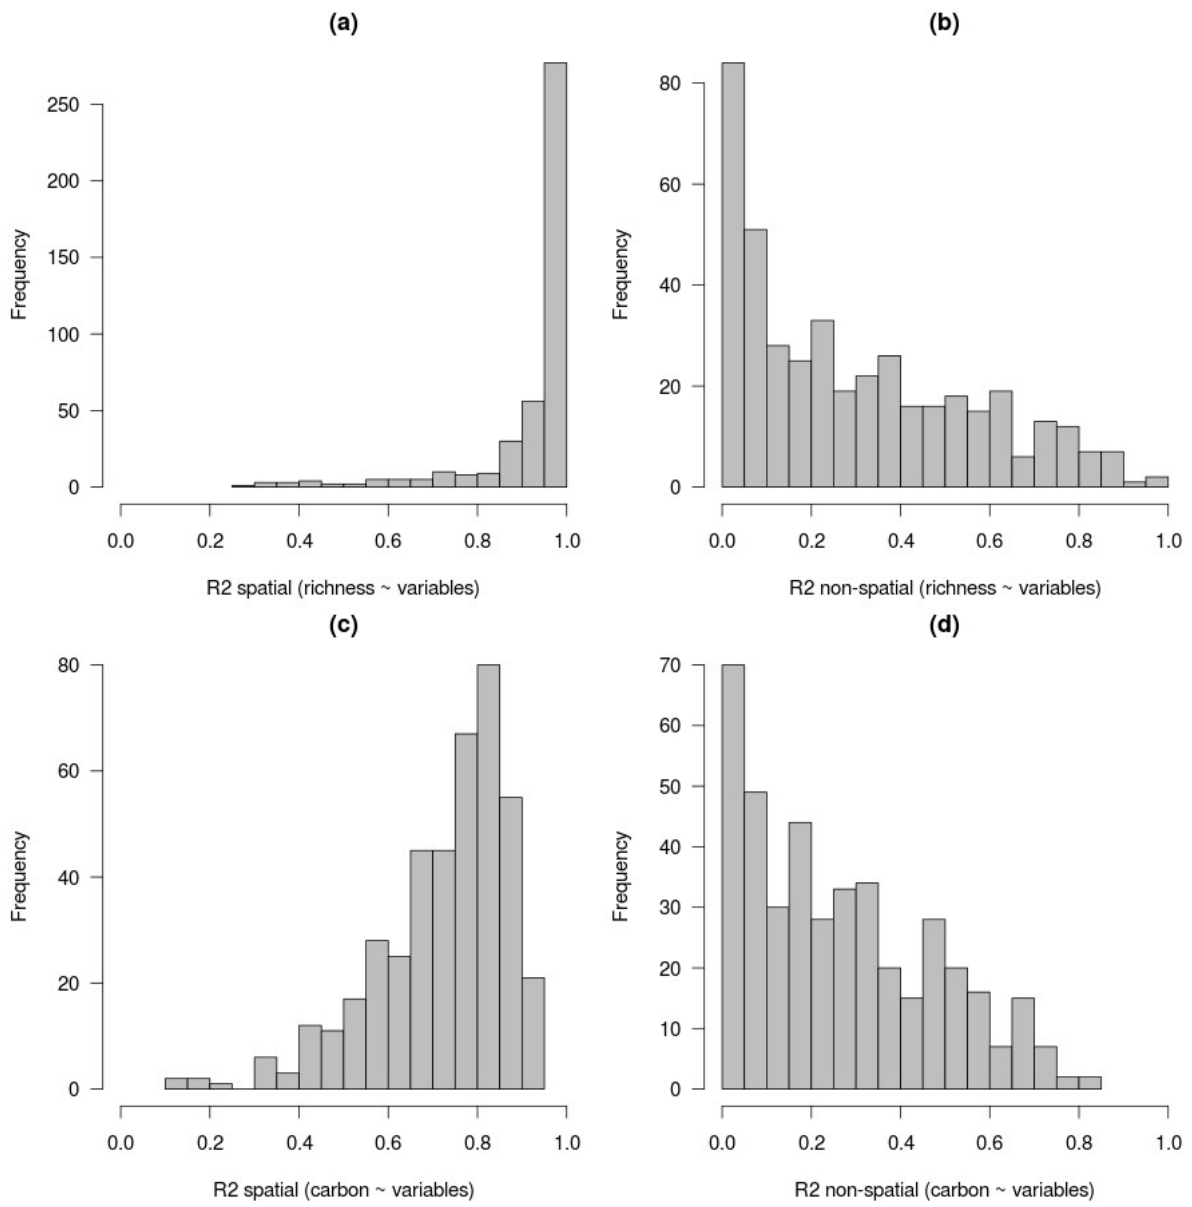 (a)
250
200
150
100
50
0
Frequency
0.0 0.2 0.4 0.6 0.8 1.0
R2 spatial (richness ~ variables)
(b)
80
60
40
20
0
Frequency
0.0 0.2 0.4 0.6 0.8 1.0
R2 non-spatial (richness ~ variables)
(c)
80
60
40
20
0
Frequency
0.0 0.2 0.4 0.6 0.8 1.0
R2 spatial (carbon ~ variables)
(d)
70
60
50
40
30
20
10
0
Frequency
0.0 0.2 0.4 0.6 0.8 1.0
R2 non-spatial (carbon ~ variables)